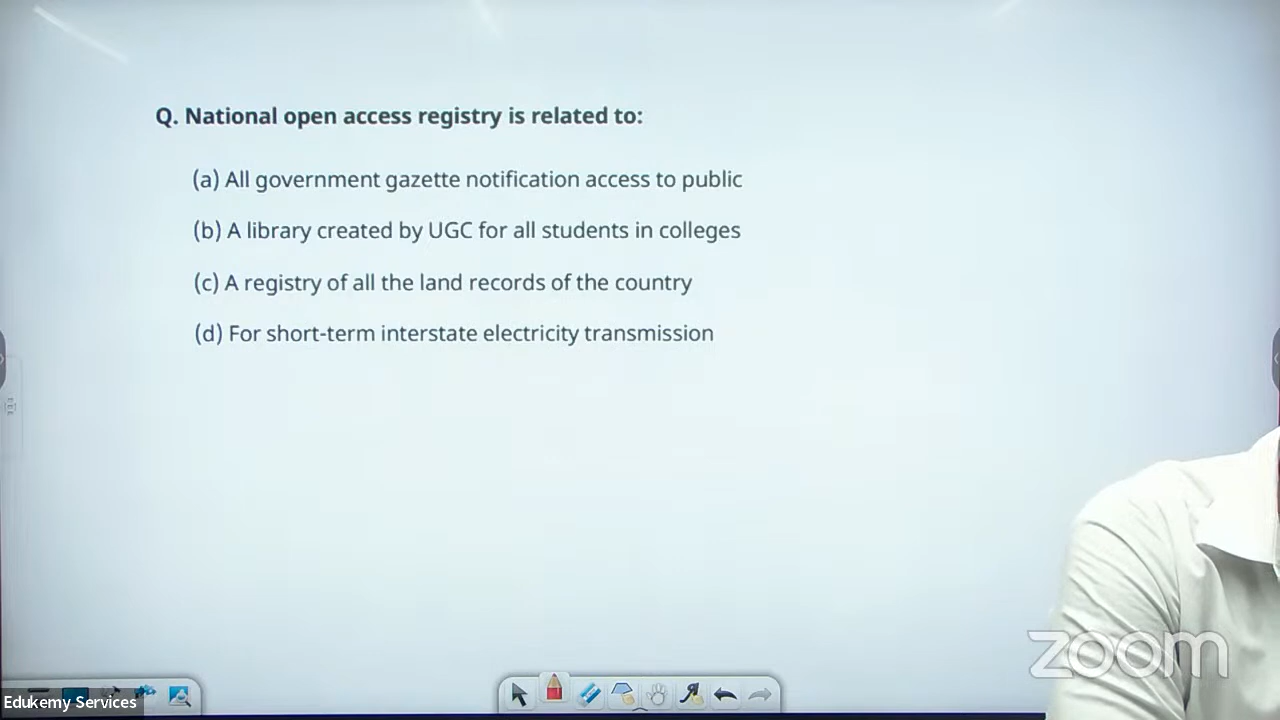 Q. National open access registry is related to:
(a) All government gazette notification access to public
(b) A library created by UGC for all students in colleges
(c) A registry of all the land records of the country
(d) For short-term interstate electricity transmission
zoom
Edukemy Services